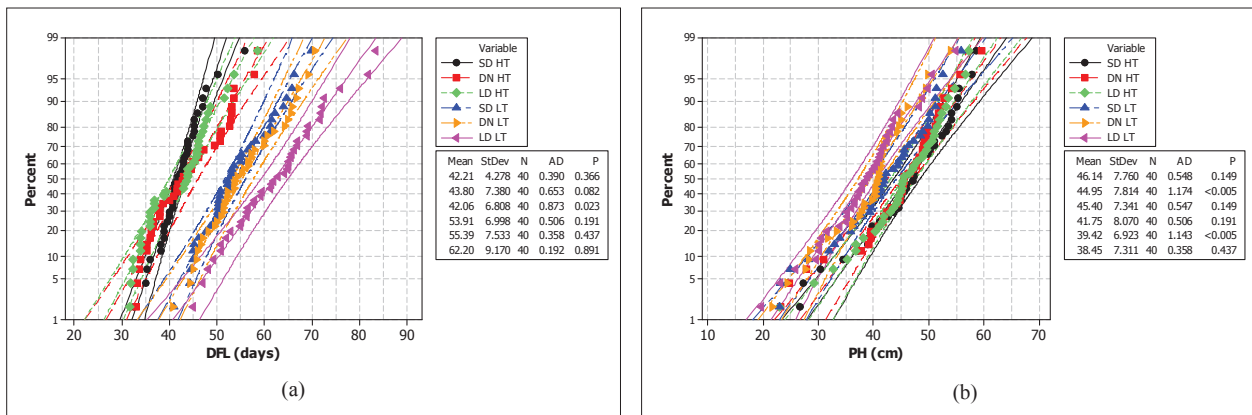 99
95
90
80
70
60
50
40
30
20
10
5
1
Percent
20 30 40 50 60 70 80 90
DFL (days)
Variable
SD HT
DN HT
LD HT
SD LT
DN LT
LD LT
Mean StDev N AD P
42.21 4.278 40 0.390 0.366
43.80 7.380 40 0.653 0.082
42.06 6.808 40 0.873 0.023
53.91 6.998 40 0.506 0.191
55.39 7.533 40 0.358 0.437
62.20 9.170 40 0.192 0.891
(a)
99
95
90
80
70
60
50
40
30
20
10
5
1
Percent
10 20 30 40 50 60 70
PH (cm)
Variable
SD HT
DN HT
LD HT
SD LT
DN LT
LD LT
Mean StDev N AD P
46.14 7.760 40 0.548 0.149
44.95 7.814 40 1.174 <0.005
45.40 7.341 40 0.547 0.149
41.75 8.070 40 0.506 0.191
39.42 6.923 40 1.143 <0.005
38.45 7.311 40 0.358 0.437
(b)